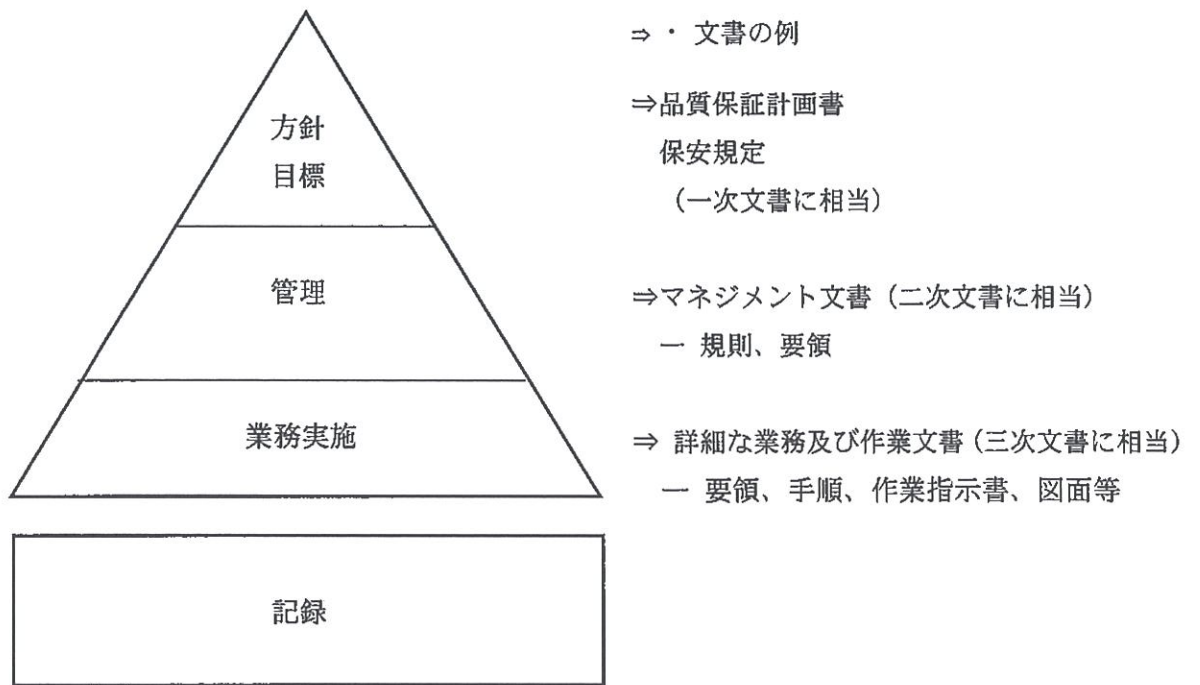 ⇒ ・ 文書の例
方針
目標
⇒品質保証計画書
保安規定
（一次文書に相当）
管理
⇒マネジメント文書（二次文書に相当）
ー 規則、要領
業務実施
⇒ 詳細な業務及び作業文書（三次文書に相当）
ー 要領、手順、作業指示書、図面等
記録